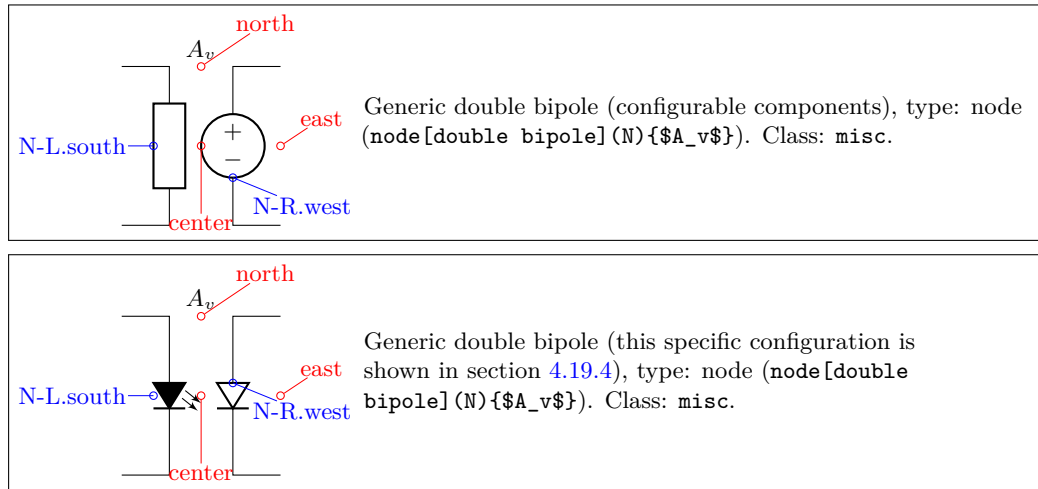 north
A_v
N-L.south
+
−
east
N-R.west
center
Generic double bipole (configurable components), type: node
(node[double bipole](N){$A_v$}). Class: misc.
north
A_v
N-L.south
east
N-R.west
center
Generic double bipole (this specific configuration is
shown in section 4.19.4), type: node (node[double
bipole](N){$A_v$}). Class: misc.